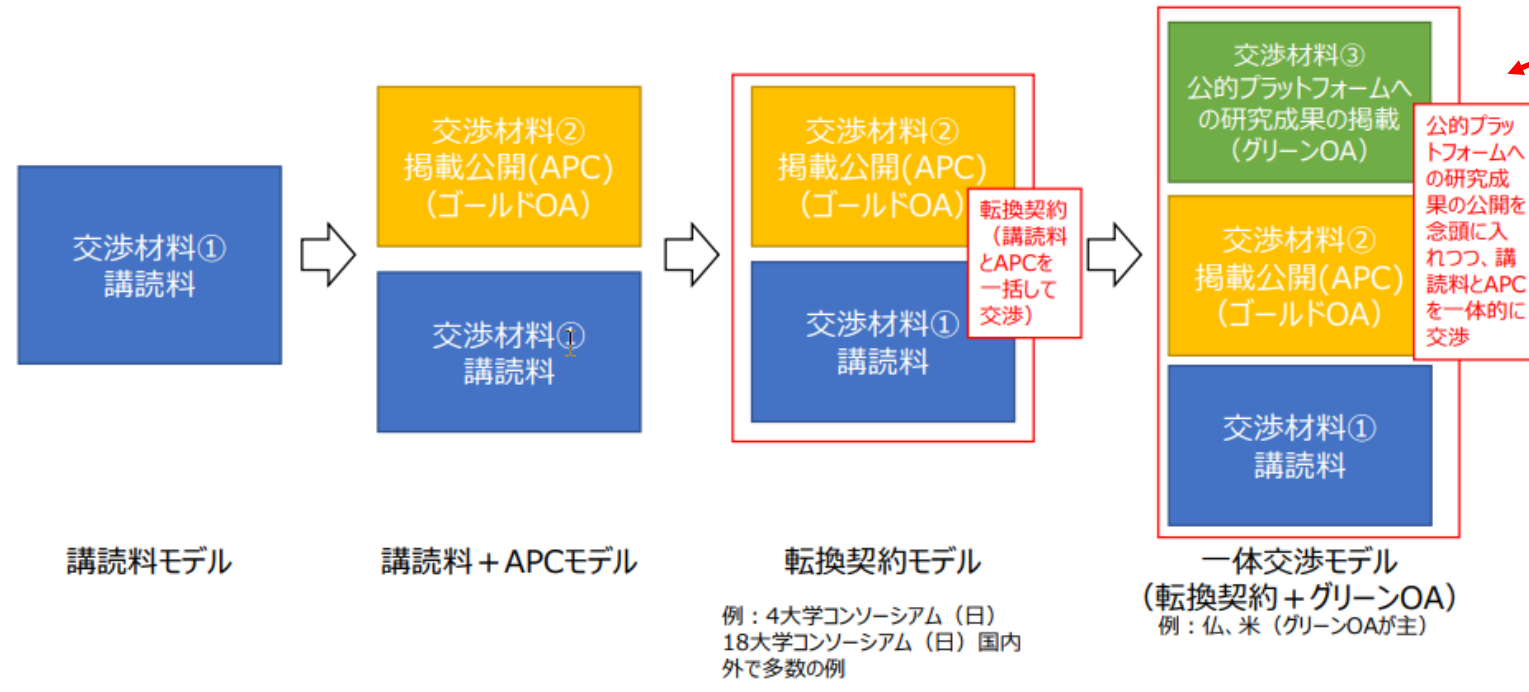 交渉材料①
講読料
講読料モデル
交渉材料②
掲載公開(APC)
（ゴールドOA）
交渉材料①
講読料
講読料＋APCモデル
交渉材料②
掲載公開(APC)
（ゴールドOA）
交渉材料①
講読料
転換契約
（講読料
とAPCを
一括して
交渉）
転換契約モデル
例：4大学コンソーシアム（日）
18大学コンソーシアム（日）国内
外で多数の例
交渉材料③
公的プラットフォームへ
の研究成果の掲載
（グリーンOA）
交渉材料②
掲載公開(APC)
（ゴールドOA）
交渉材料①
講読料
公的プラッ
トフォームへ
の研究成
果の公開を
念頭に入
れつつ、講
読料とAPC
を一体的に
交渉
一体交渉モデル
（転換契約＋グリーンOA）
例：仏、米（グリーンOAが主）